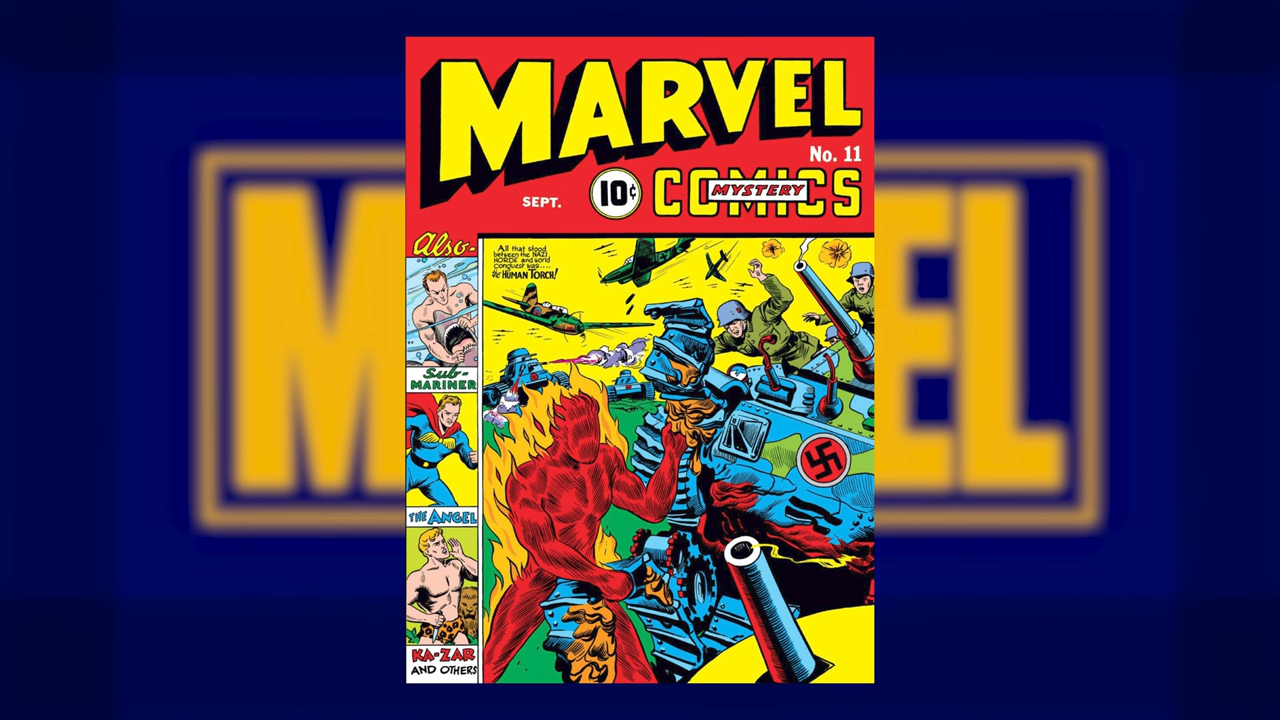 MARVEL
No. 11
SEPT.
10¢
COMICS
MYSTERY
Also-
All that stood
between the NAZI
HORDE and world
conquest was....
the HUMAN TORCH!
Sub-
MARINER
THE ANGEL
KA-ZAR
AND OTHERS
M
EL